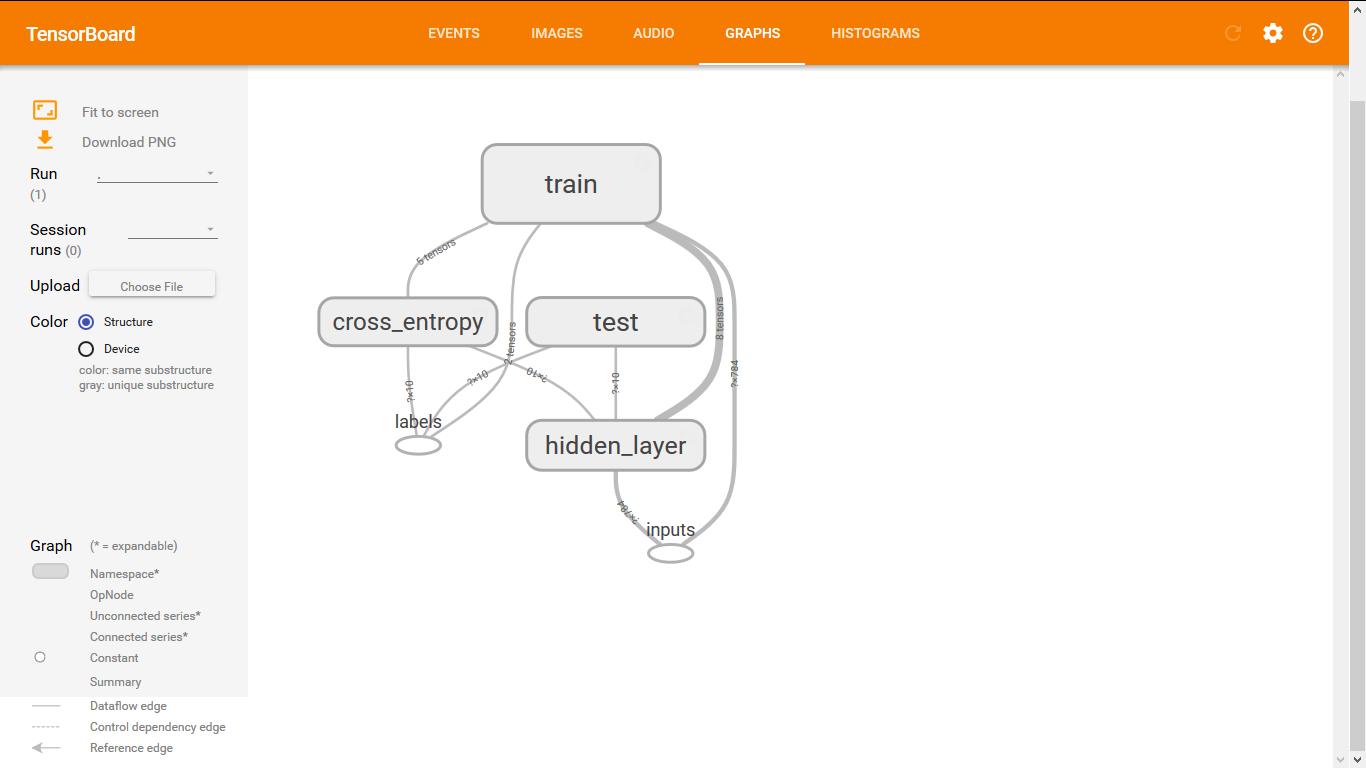 TensorBoard
EVENTS
IMAGES
AUDIO
GRAPHS
HISTOGRAMS
Fit to screen
Download PNG
Run
(1)
.
Session
runs (0)
Upload
Choose File
Color
Structure
Device
color: same substructure
gray: unique substructure
Graph
(* = expandable)
Namespace*
OpNode
Unconnected series*
Connected series*
Constant
Summary
Dataflow edge
Control dependency edge
Reference edge
train
5 tensors
cross_entropy
test
2 tensors
8 tensors
?×10
?×10
?×10
?×10
?×784
labels
hidden_layer
?×784
inputs